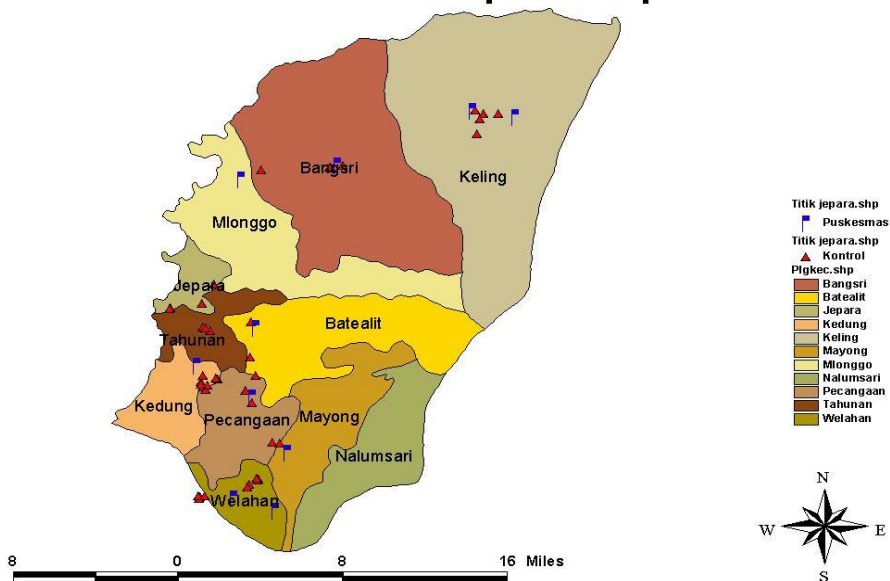 Bangsri
Keling
Mlonggo
Jepara
Batealit
Tahunan
Kedung
Pecangaan
Mayong
Nalumsari
Welahan
Titik jepara.shp
Puskesmas
Titik jepara.shp
Kontrol
Plgkec.shp
Bangsri
Batealit
Jepara
Kedung
Keling
Mayong
Mlonggo
Nalumsari
Pecangaan
Tahunan
Welahan
N
W E
S
8 0 8 16 Miles